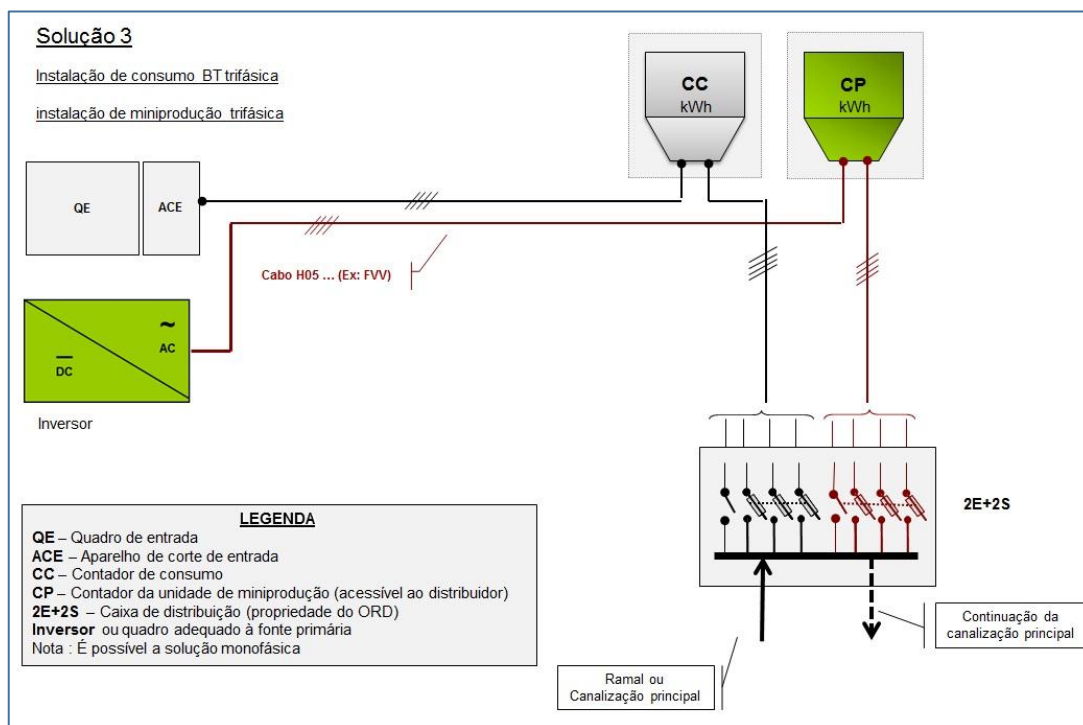 Solução 3
Instalação de consumo BT trifásica
instalação de miniprodução trifásica
CC
kWh
CP
kWh
QE
ACE
Cabo H05 ... (Ex: FVV)
~
AC
DC
Inversor
2E+2S
LEGENDA
QE – Quadro de entrada
ACE – Aparelho de corte de entrada
CC – Contador de consumo
CP – Contador da unidade de miniprodução (acessível ao distribuidor)
2E+2S – Caixa de distribuição (propriedade do ORD)
Inversor ou quadro adequado à fonte primária
Nota : É possível a solução monofásica
Continuação da
canalização principal
Ramal ou
Canalização principal